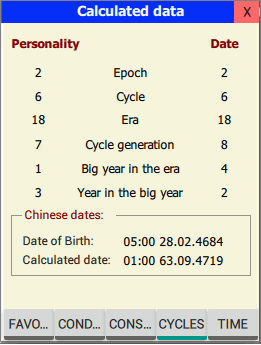 Calculated data X
Personality Date
2 Epoch 2
6 Cycle 6
18 Era 18
7 Cycle generation 8
1 Big year in the era 4
3 Year in the big year 2
Chinese dates:
Date of Birth: 05:00 28.02.4684
Calculated date: 01:00 63.09.4719
FAVO... COND... CONS... CYCLES TIME